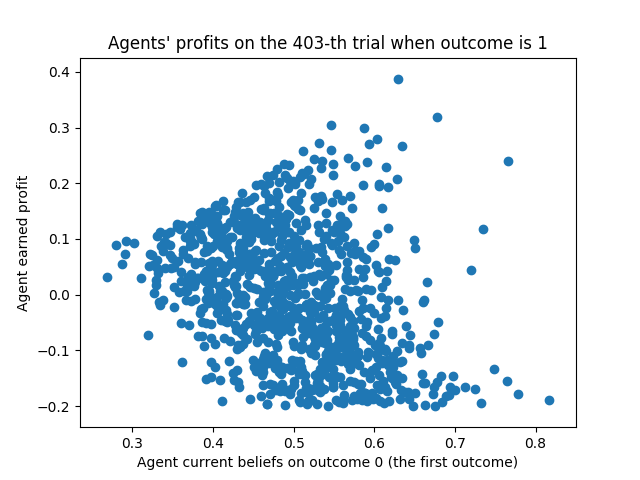 Agents' profits on the 403-th trial when outcome is 1
0.4
0.3
0.2
0.1
0.0
−0.1
−0.2
Agent earned profit
0.3 0.4 0.5 0.6 0.7 0.8
Agent current beliefs on outcome 0 (the first outcome)